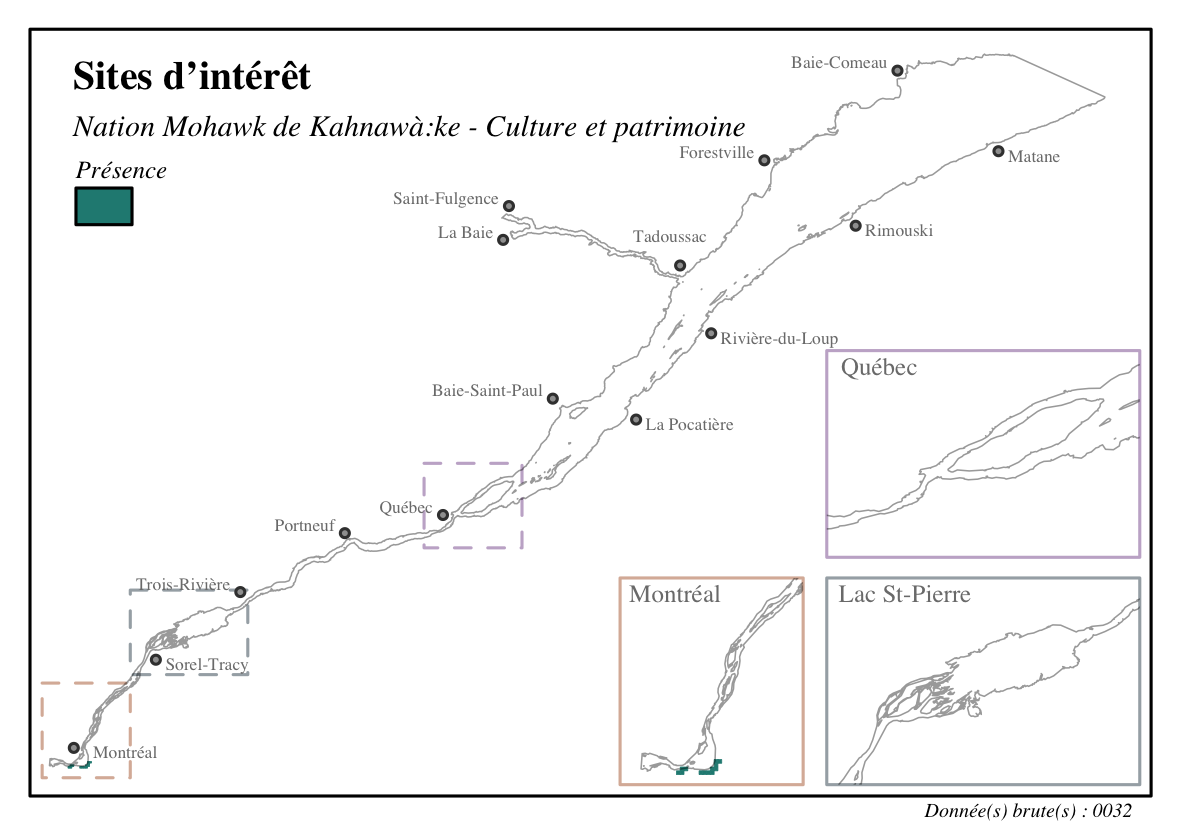 Sites d’intérêt
Nation Mohawk de Kahnawà:ke - Culture et patrimoine
Présence
Baie-Comeau
Forestville
Matane
Saint-Fulgence
La Baie
Tadoussac
Rimouski
Rivière-du-Loup
Baie-Saint-Paul
La Pocatière
Québec
Québec
Portneuf
Trois-Rivière
Sorel-Tracy
Montréal
Montréal
Lac St-Pierre
Donnée(s) brute(s) : 0032